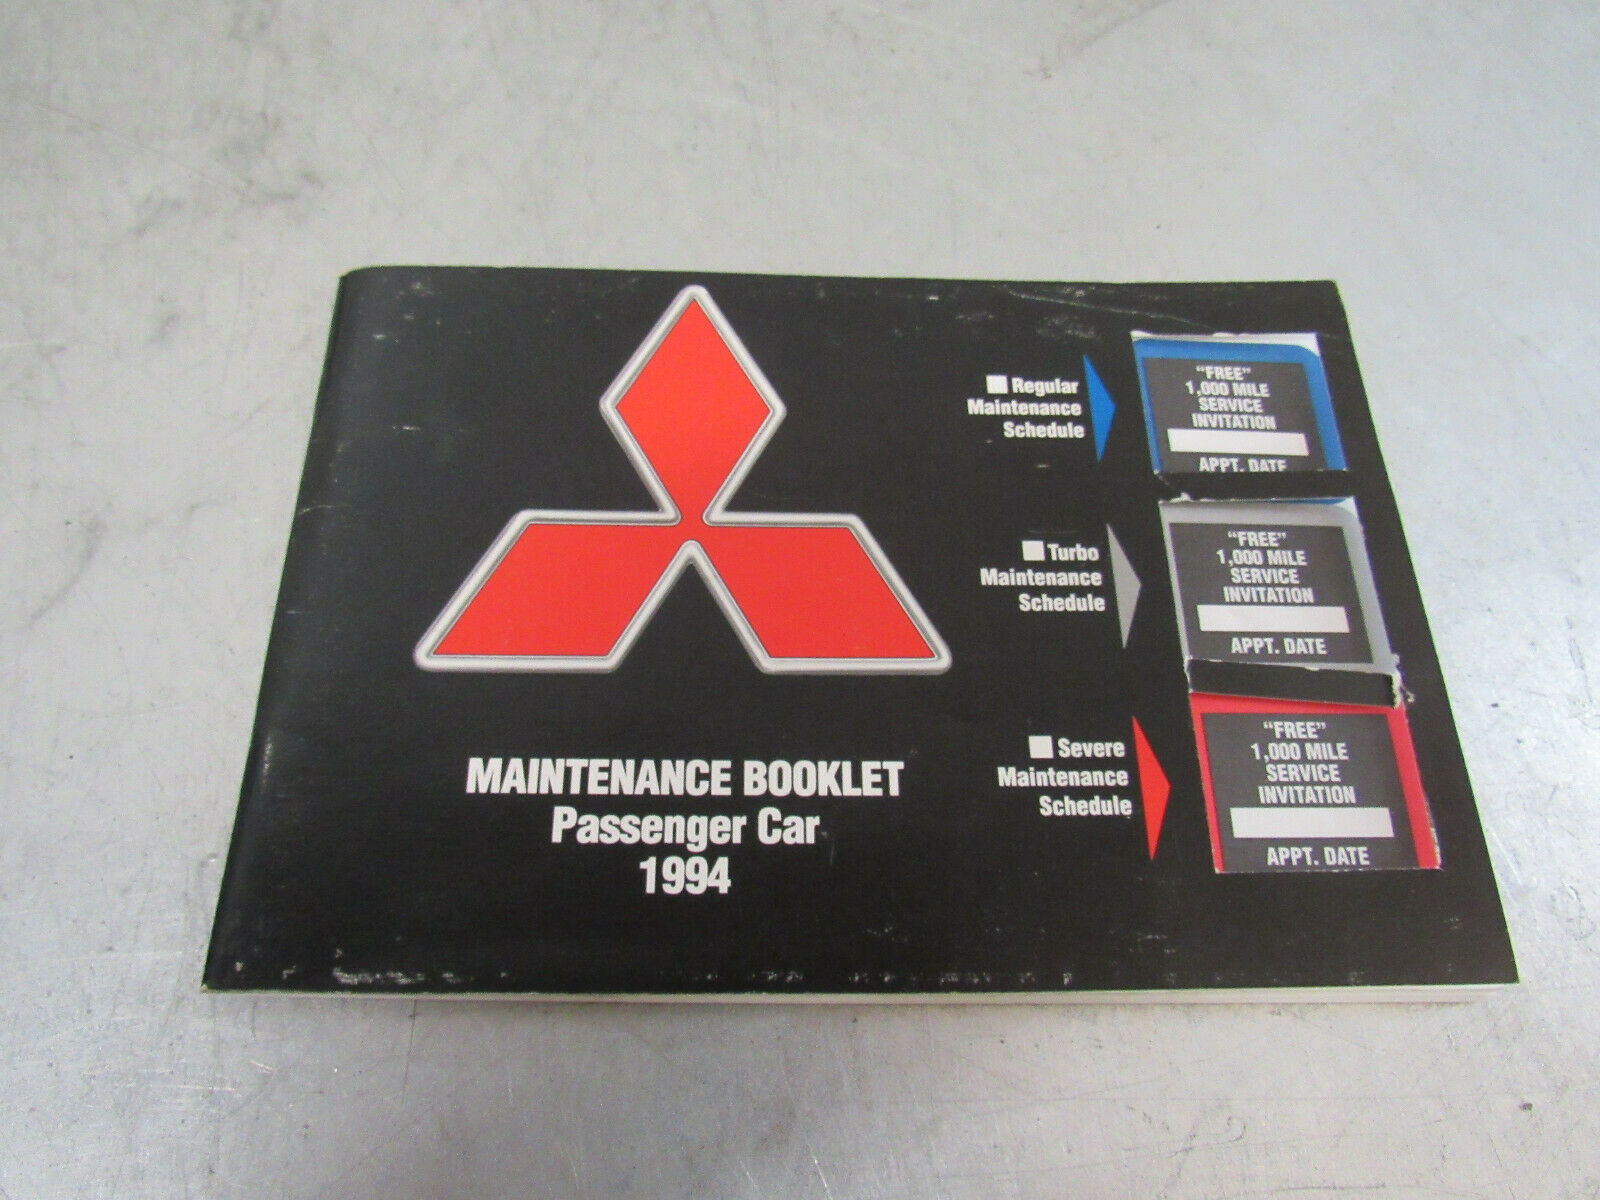 MAINTENANCE BOOKLET
Passenger Car
1994
Regular
Maintenance
Schedule
"FREE"
1,000 MILE
SERVICE
INVITATION
APPT. DATE
Turbo
Maintenance
Schedule
"FREE"
1,000 MILE
SERVICE
INVITATION
APPT. DATE
Severe
Maintenance
Schedule
"FREE"
1,000 MILE
SERVICE
INVITATION
APPT. DATE